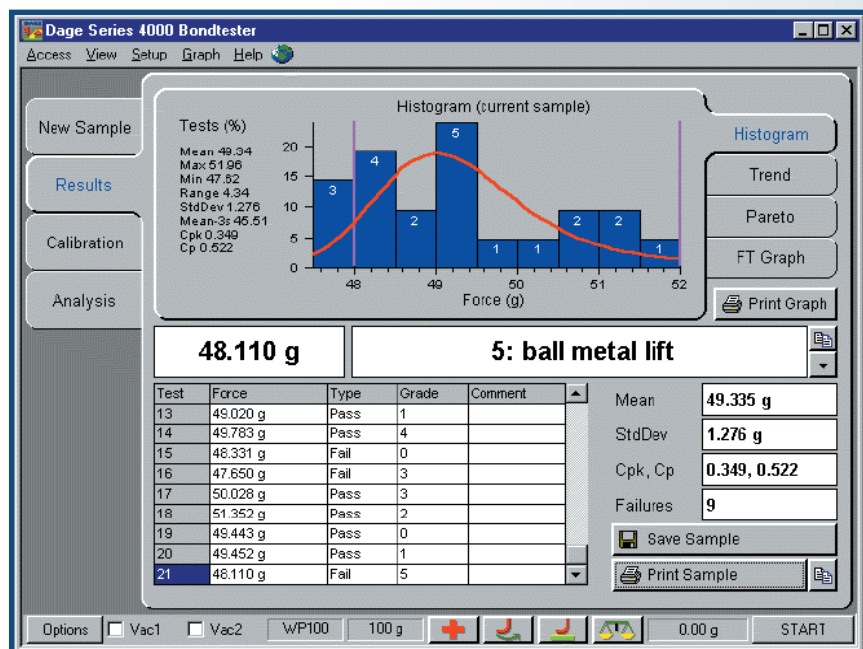 Dage Series 4000 Bondtester
Access View Setup Graph Help
New Sample
Results
Calibration
Analysis
Histogram (current sample)
Tests (%)
Mean 49.34
Max 51.96
Min 47.62
Range 4.34
StdDev 1.276
Mean-3s 45.51
Cpk 0.349
Cp 0.522
20
15
10
5
0
3
4
2
5
1
1
2
2
1
48 49 50 51 52
Force (g)
Histogram
Trend
Pareto
FT Graph
Print Graph
48.110 g
5: ball metal lift
Test Force Type Grade Comment
13 49.020 g Pass 1
14 49.783 g Pass 4
15 48.331 g Fail 0
16 47.650 g Fail 3
17 50.028 g Pass 3
18 51.352 g Pass 2
19 49.443 g Pass 0
20 49.452 g Pass 1
21 48.110 g Fail 5
Mean 49.335 g
StdDev 1.276 g
Cpk, Cp 0.349, 0.522
Failures 9
Save Sample
Print Sample
Options Vac1 Vac2 WP100 100 g 0.00 g START